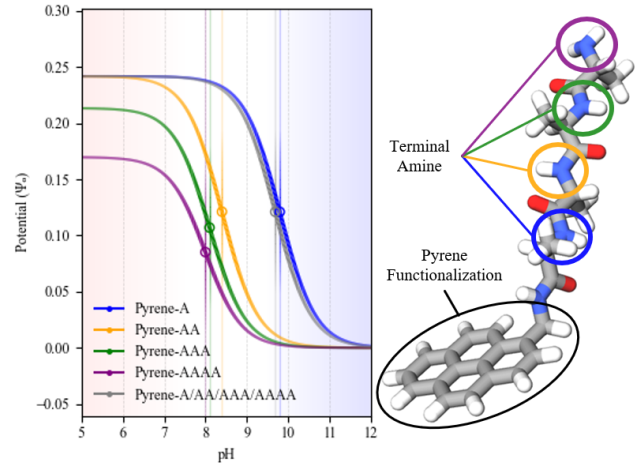 0.30
0.25
0.20
0.15
0.10
0.05
0.00
−0.05
Potential (Ψₘ)
5 6 7 8 9 10 11 12
pH
Pyrene-A
Pyrene-AA
Pyrene-AAA
Pyrene-AAAA
Pyrene-A/AA/AAA/AAAA
Terminal
Amine
Pyrene
Functionalization